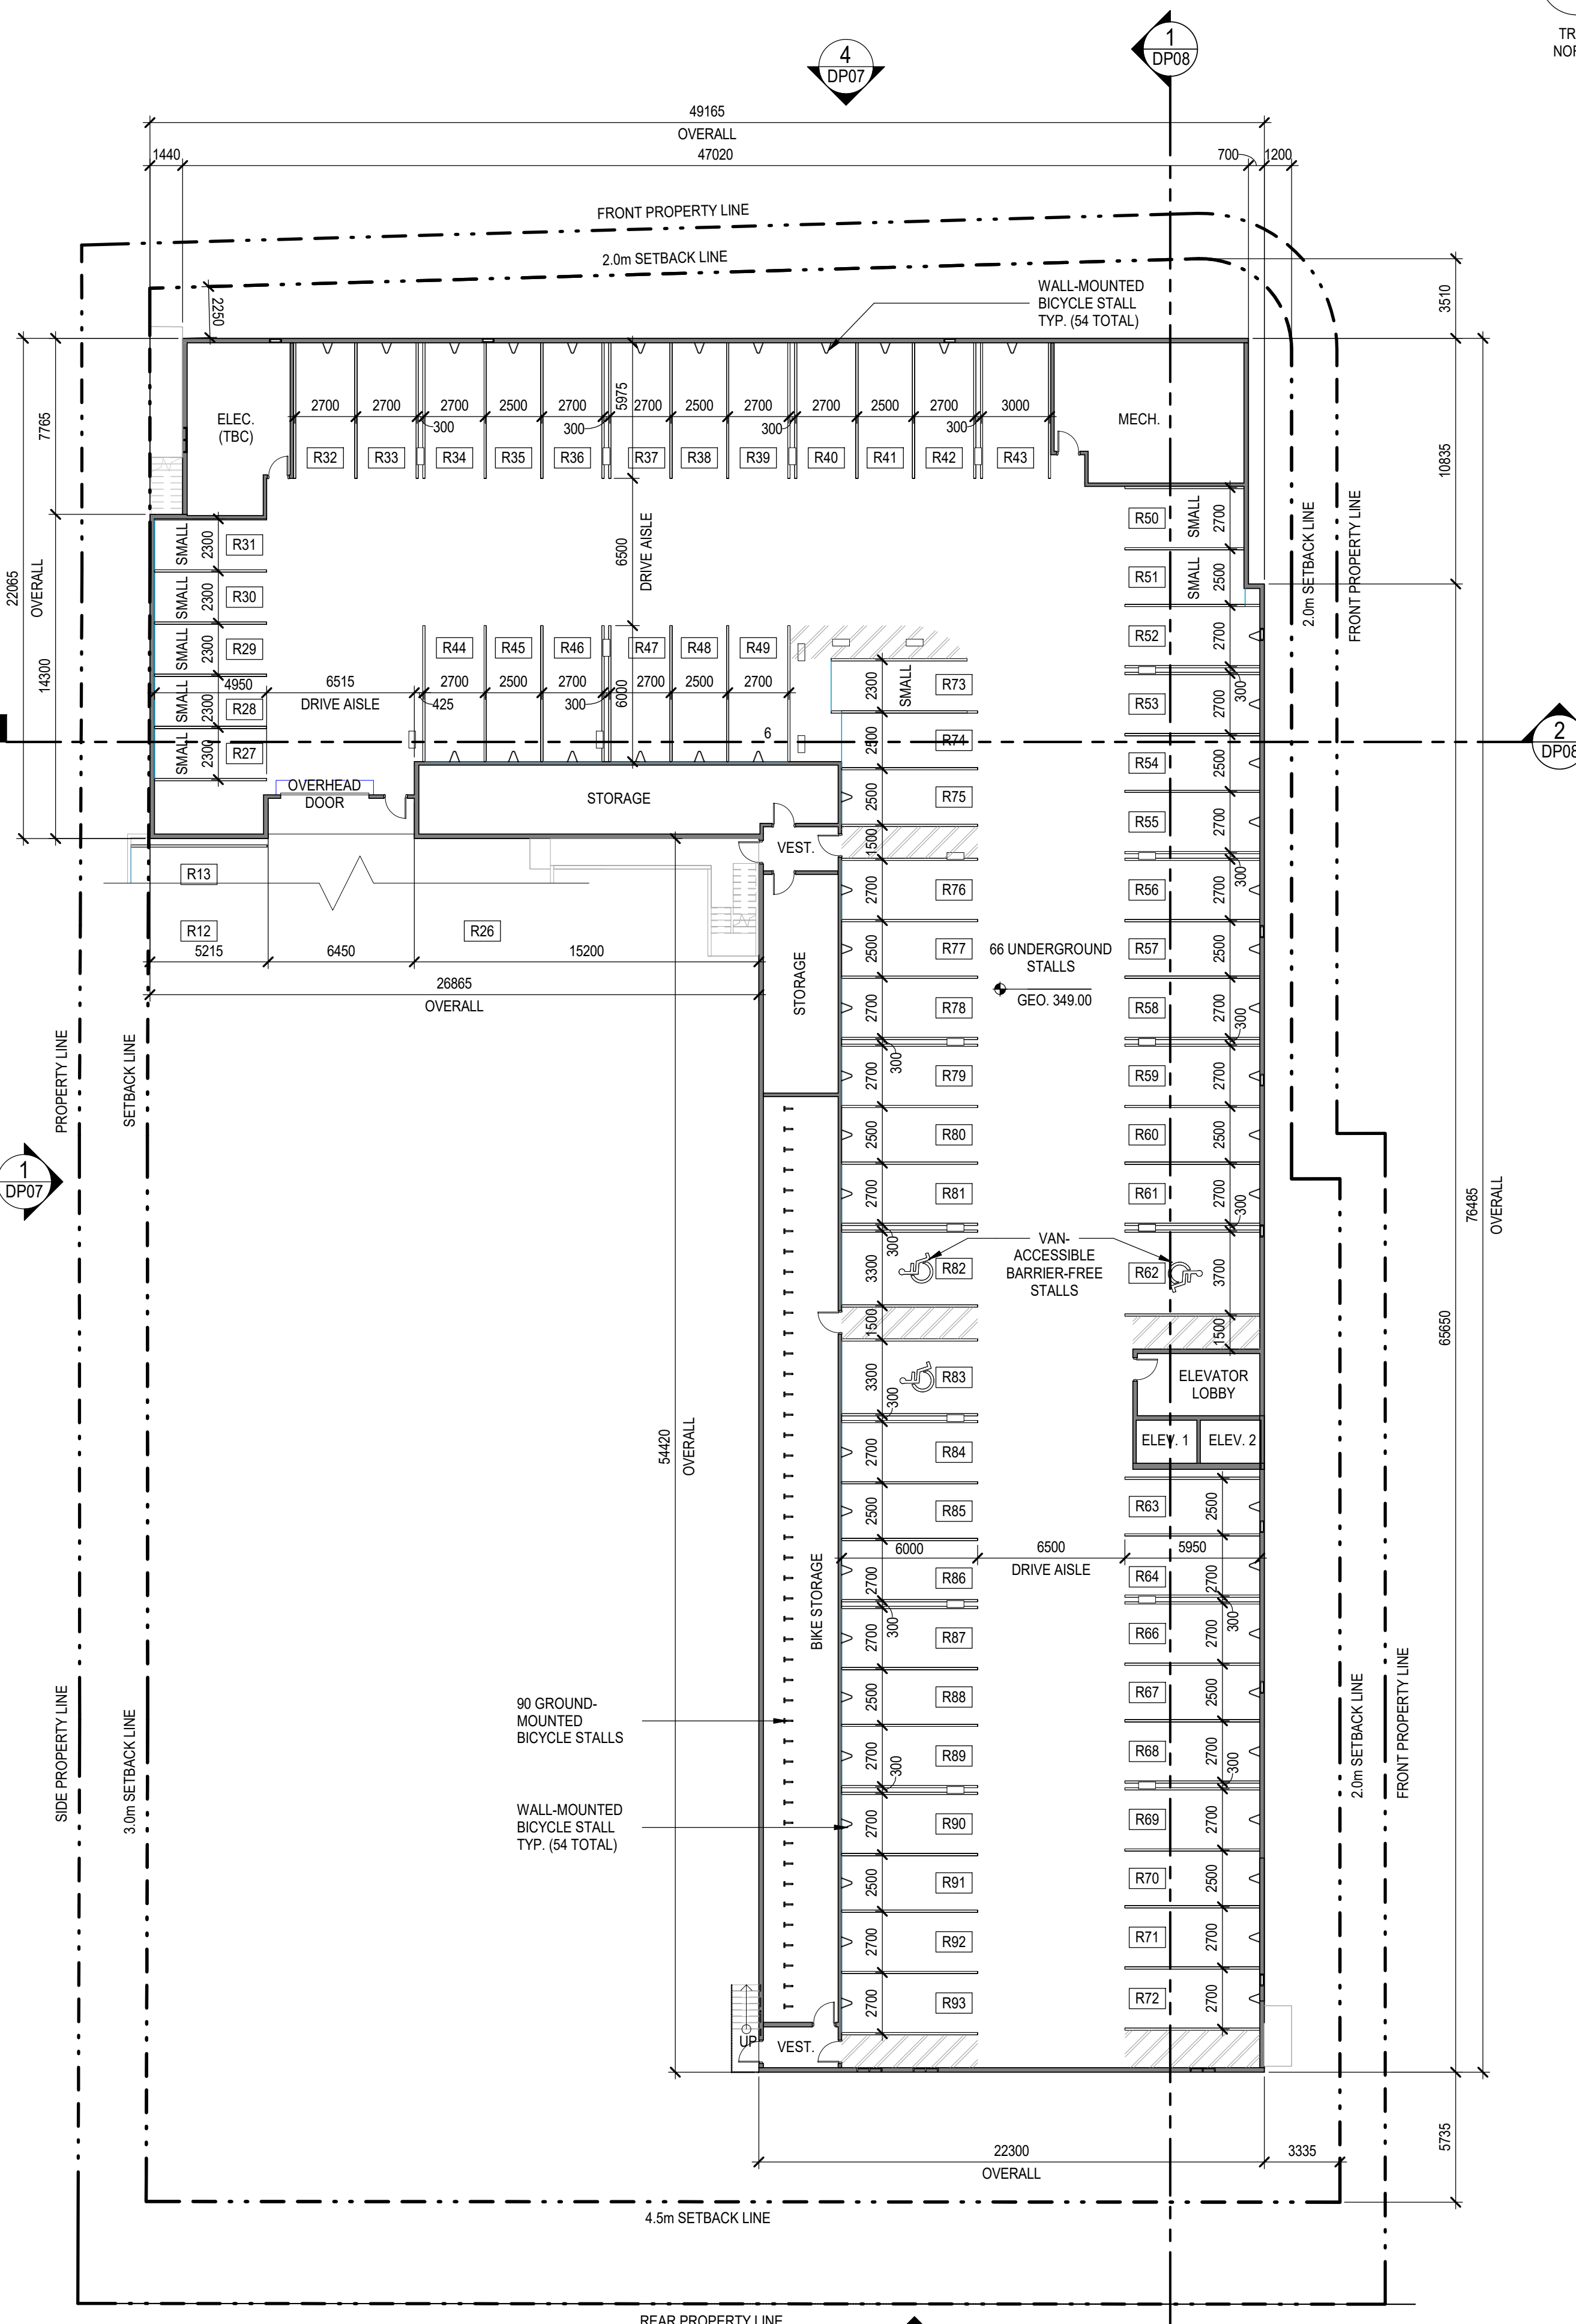 TR
NOR
4
DP07
1
DP08
49165
OVERALL
1440
47020
700
1200
FRONT PROPERTY LINE
2.0m SETBACK LINE
2250
WALL-MOUNTED
BICYCLE STALL
TYP. (54 TOTAL)
3510
ELEC.
(TBC)
2700
2700
300
2700
2500
2700
300
5975
2700
2500
2700
300
2700
2500
2700
300
3000
MECH.
R32
R33
R34
R35
R36
R37
R38
R39
R40
R41
R42
R43
7765
22065
OVERALL
14300
10835
SMALL
2300
R31
SMALL
2300
R30
SMALL
2300
R29
SMALL
2300
R28
SMALL
2300
R27
4950
6515
DRIVE AISLE
425
6500
DRIVE AISLE
R44
R45
R46
R47
R48
R49
2700
2500
2700
300
6000
2700
2500
2700
6
R50
SMALL
2700
R51
SMALL
2500
R52
2700
300
R53
2700
R54
2500
R55
2700
300
R56
2700
R57
2500
R58
2700
300
R59
2700
R60
2500
R61
2700
300
R62
3700
1500
2.0m SETBACK LINE
FRONT PROPERTY LINE
2
DP08
2300
SMALL
R73
2500
R74
2500
R75
1500
2700
R76
2500
R77
2700
R78
300
2700
R79
2500
R80
2700
R81
300
3300
R82
1500
3300
R83
300
2700
R84
2500
R85
2700
R86
300
2700
R87
2500
R88
2700
R89
300
2700
R90
2500
R91
2700
R92
2700
R93
OVERHEAD
DOOR
STORAGE
VEST.
R13
R12
R26
5215
6450
15200
26865
OVERALL
STORAGE
66 UNDERGROUND
STALLS
GEO. 349.00
PROPERTY LINE
SETBACK LINE
1
DP07
VAN-
ACCESSIBLE
BARRIER-FREE
STALLS
76485
OVERALL
65650
ELEVATOR
LOBBY
ELEV. 1
ELEV. 2
54420
OVERALL
BIKE STORAGE
6000
6500
DRIVE AISLE
5950
R63
2500
R64
2700
300
R66
2700
R67
2500
R68
2700
300
R69
2700
R70
2500
R71
2700
R72
2700
90 GROUND-
MOUNTED
BICYCLE STALLS
WALL-MOUNTED
BICYCLE STALL
TYP. (54 TOTAL)
SIDE PROPERTY LINE
3.0m SETBACK LINE
2.0m SETBACK LINE
FRONT PROPERTY LINE
UP
VEST.
22300
OVERALL
3335
5735
4.5m SETBACK LINE
REAR PROPERTY LINE